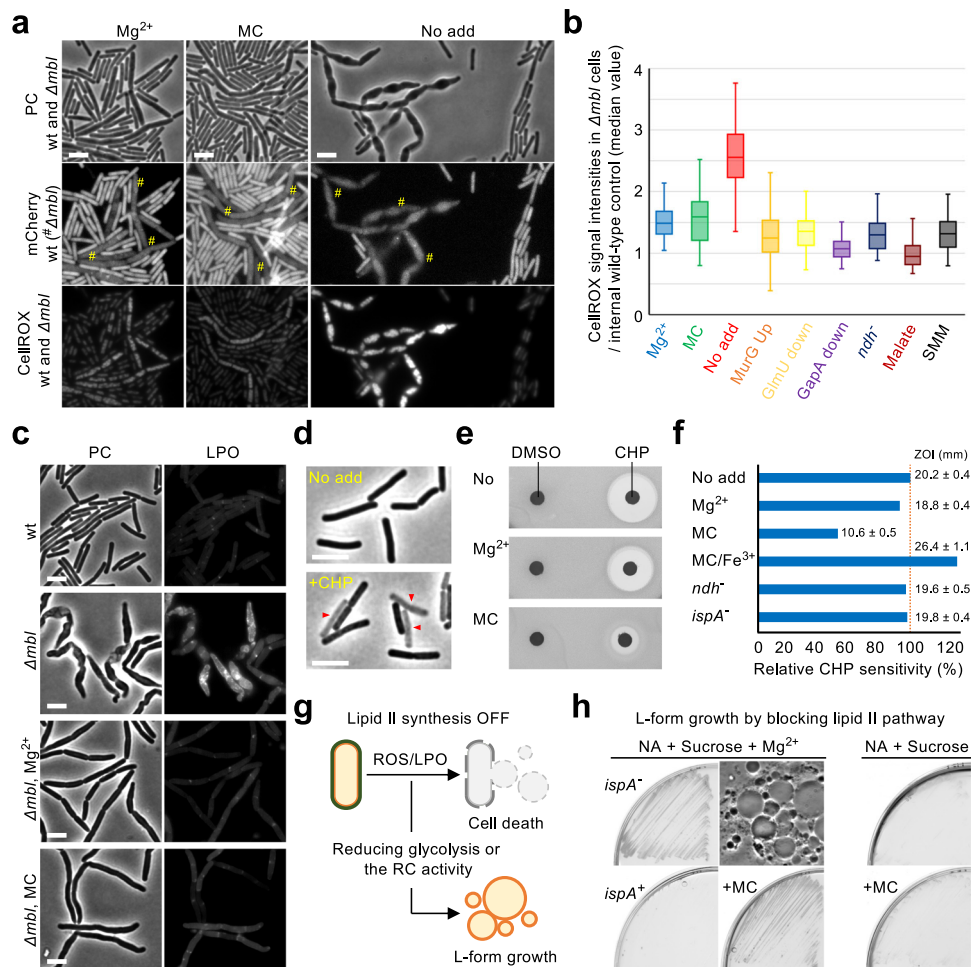 a
Mg2+
MC
No add
PC
wt and Δmbl
mCherry
wt (#Δmbl)
CellROX
wt and Δmbl
#
#
#
#
#
#
#
#
#
b
CellROX signal intensities in Δmbl cells
/ internal wild-type control (median value)
4
3
2
1
0
Mg2+
MC
No add
MurG Up
GlmU down
GapA down
ndh-
Malate
SMM
c
PC
LPO
wt
Δmbl
Δmbl, Mg2+
Δmbl, MC
d
No add
+CHP
e
DMSO
CHP
No
Mg2+
MC
f
ZOI (mm)
No add
20.2 ± 0.4
Mg2+
18.8 ± 0.4
MC
10.6 ± 0.5
26.4 ± 1.1
MC/Fe3+
ndh-
19.6 ± 0.5
ispA-
19.8 ± 0.4
0 20 40 60 80 100 120
Relative CHP sensitivity (%)
g
Lipid II synthesis OFF
ROS/LPO
Cell death
Reducing glycolysis or
the RC activity
L-form growth
h
L-form growth by blocking lipid II pathway
NA + Sucrose + Mg2+
NA + Sucrose
ispA-
ispA+
+MC
+MC